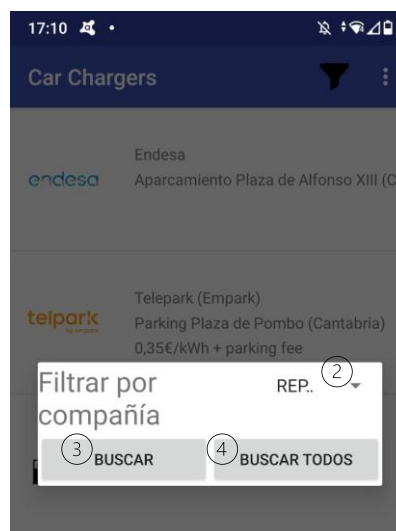 17:10
Car Chargers
Endesa
endesa
Aparcamiento Plaza de Alfonso XIII (C
Telepark (Empark)
telpark
by empark
Parking Plaza de Pombo (Cantabria)
0,35€/kWh + parking fee
Filtrar por
compañía
REP..
2
3
BUSCAR
4
BUSCAR TODOS